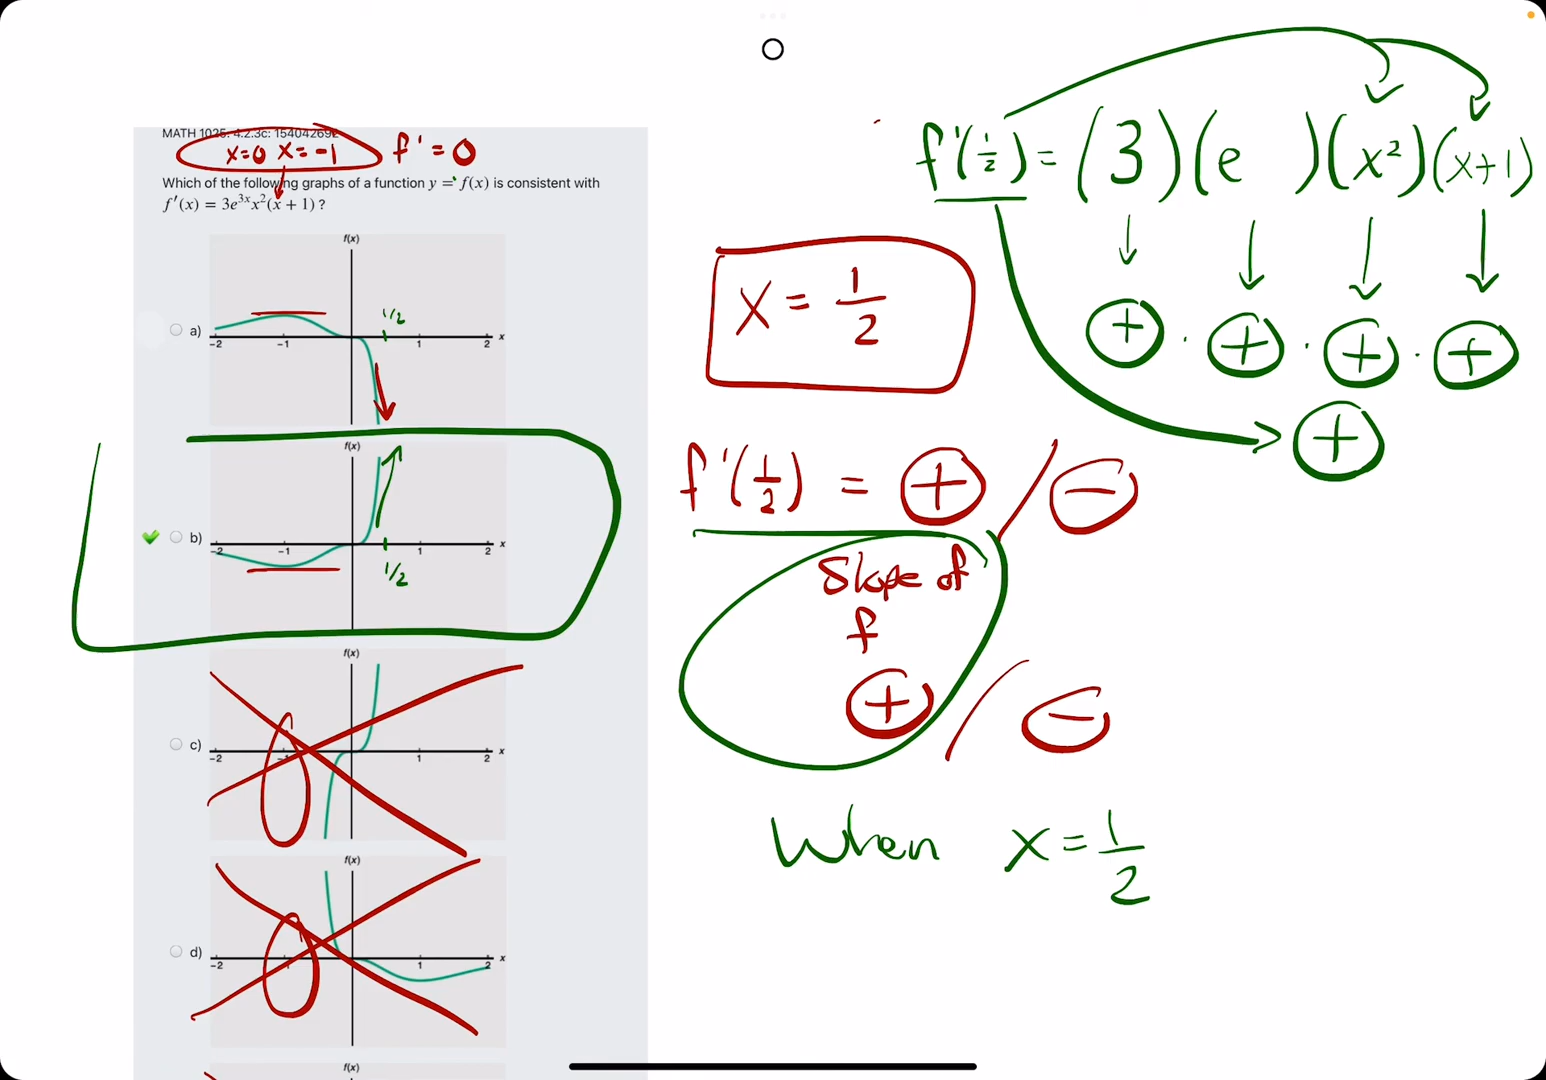 MATH 1025: 4.2.3c:
x=0 x=-1 f'=0
Which of the following graphs of a function y = f(x) is consistent with
f′(x) = 3e^{3x}x²(x + 1) ?
f(x)
1/2
a)
-2 -1 1 2 x
f(x)
b)
-2 -1 1 2 x
1/2
f(x)
c)
-2 1 2 x
f(x)
d)
-2 1 2 x
f(x)
f'(1/2) = (3)(e )(x²)(x+1)
+ · + · + · +
+
x = 1/2
f'(1/2) = + / −
Slope of
f
+ / −
When x = 1/2